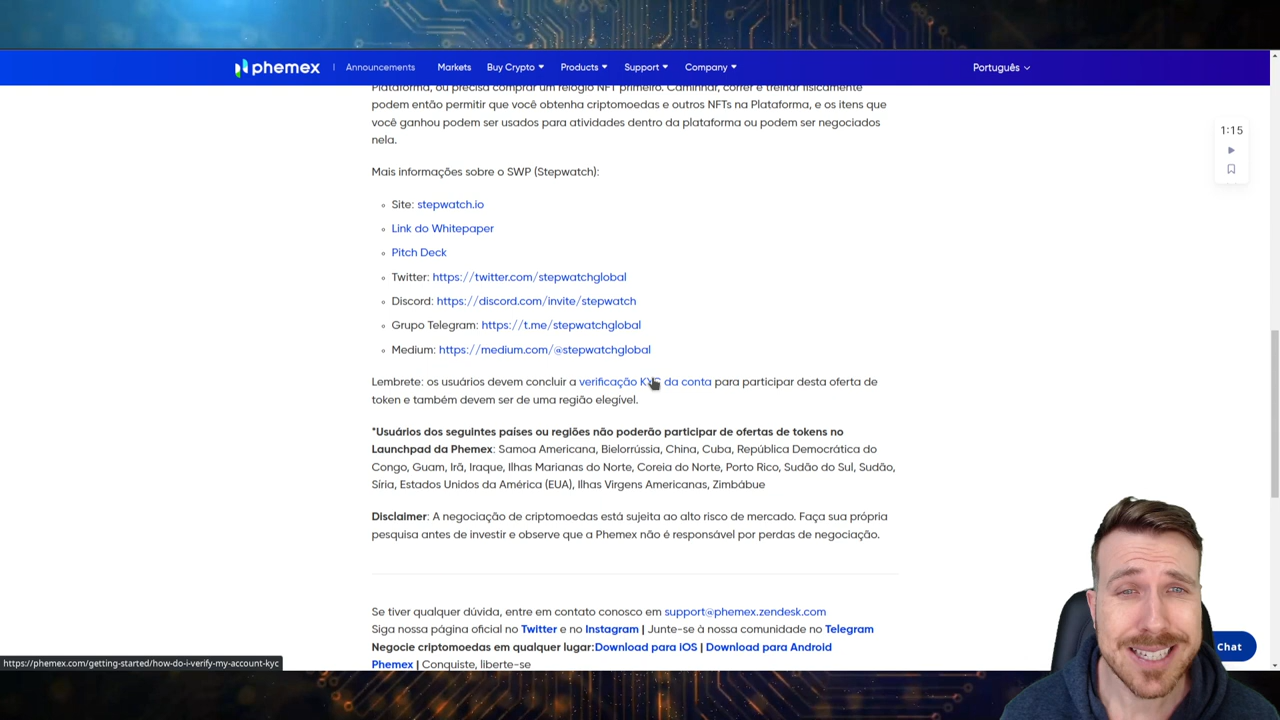 phemex | Announcements Markets Buy Crypto Products Support Company Português
Plataforma, ou precisa comprar um relógio NFT primeiro. Caminhar, correr e treinar fisicamente
podem então permitir que você obtenha criptomoedas e outros NFTs na Plataforma, e os itens que
você ganhou podem ser usados para atividades dentro da plataforma ou podem ser negociados
nela.
1:15
Mais informações sobre o SWP (Stepwatch):
Site: stepwatch.io
Link do Whitepaper
Pitch Deck
Twitter: https://twitter.com/stepwatchglobal
Discord: https://discord.com/invite/stepwatch
Grupo Telegram: https://t.me/stepwatchglobal
Medium: https://medium.com/@stepwatchglobal
Lembrete: os usuários devem concluir a verificação KYC da conta para participar desta oferta de
token e também devem ser de uma região elegível.
*Usuários dos seguintes países ou regiões não poderão participar de ofertas de tokens no
Launchpad da Phemex: Samoa Americana, Bielorrússia, China, Cuba, República Democrática do
Congo, Guam, Irã, Iraque, Ilhas Marianas do Norte, Coreia do Norte, Porto Rico, Sudão do Sul, Sudão,
Síria, Estados Unidos da América (EUA), Ilhas Virgens Americanas, Zimbábue
Disclaimer: A negociação de criptomoedas está sujeita ao alto risco de mercado. Faça sua própria
pesquisa antes de investir e observe que a Phemex não é responsável por perdas de negociação.
Se tiver qualquer dúvida, entre em contato conosco em support@phemex.zendesk.com
Siga nossa página oficial no Twitter e no Instagram | Junte-se à nossa comunidade no Telegram
Negocie criptomoedas em qualquer lugar:Download para iOS | Download para Android
Phemex | Conquiste, liberte-se
Chat
https://phemex.com/getting-started/how-do-i-verify-my-account-kyc